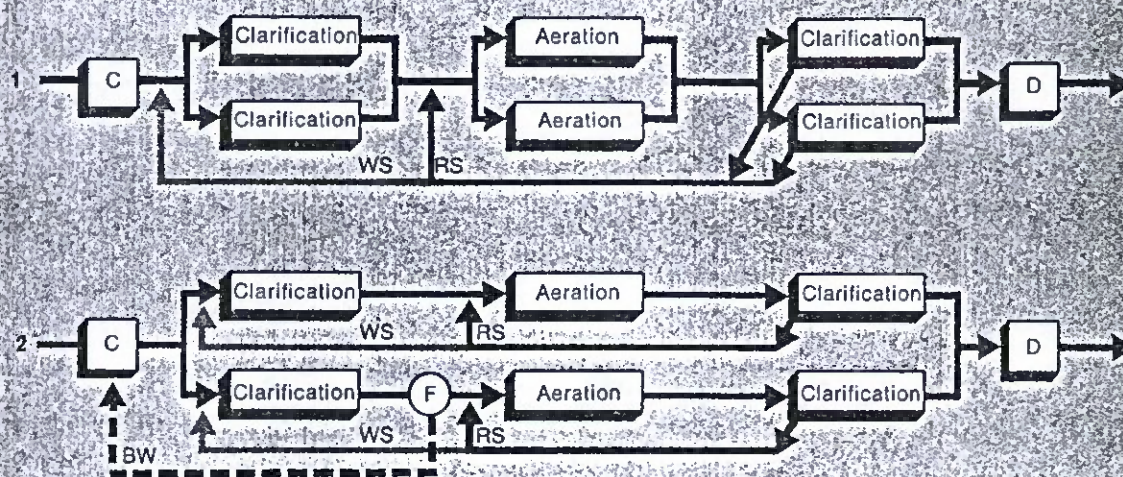 Clarification Aeration Clarification
1 C D
Clarification Aeration Clarification
WS RS
Clarification Aeration Clarification
WS RS
2 C D
Clarification F Aeration Clarification
WS RS
BW